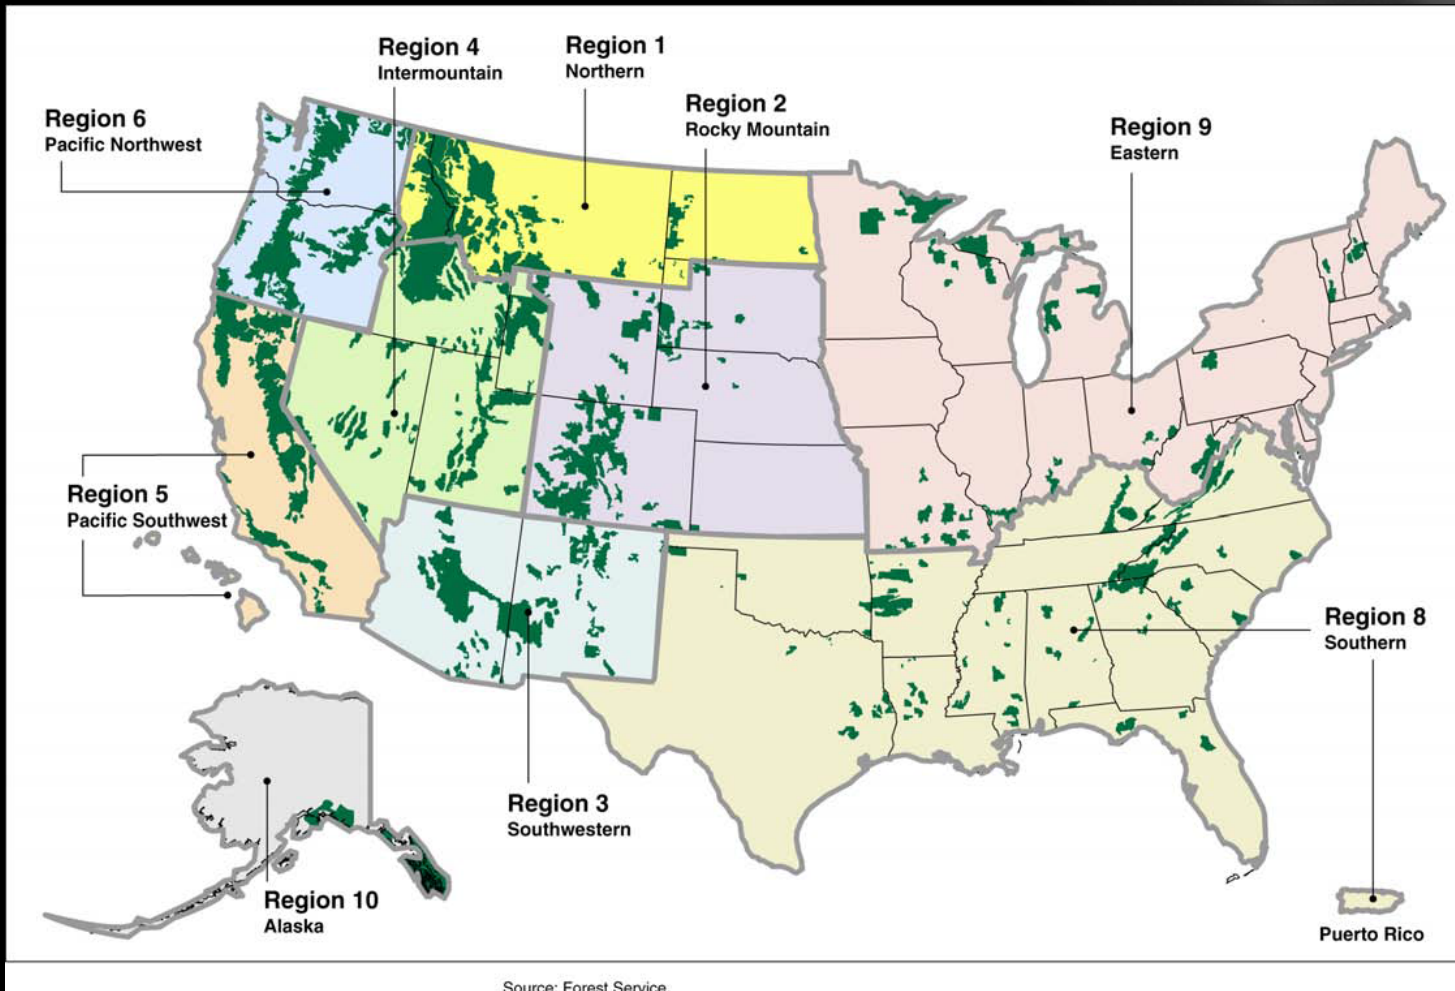 Region 4
Intermountain
Region 1
Northern
Region 2
Rocky Mountain
Region 6
Pacific Northwest
Region 9
Eastern
Region 5
Pacific Southwest
Region 8
Southern
Region 3
Southwestern
Region 10
Alaska
Puerto Rico
Source: Forest Service